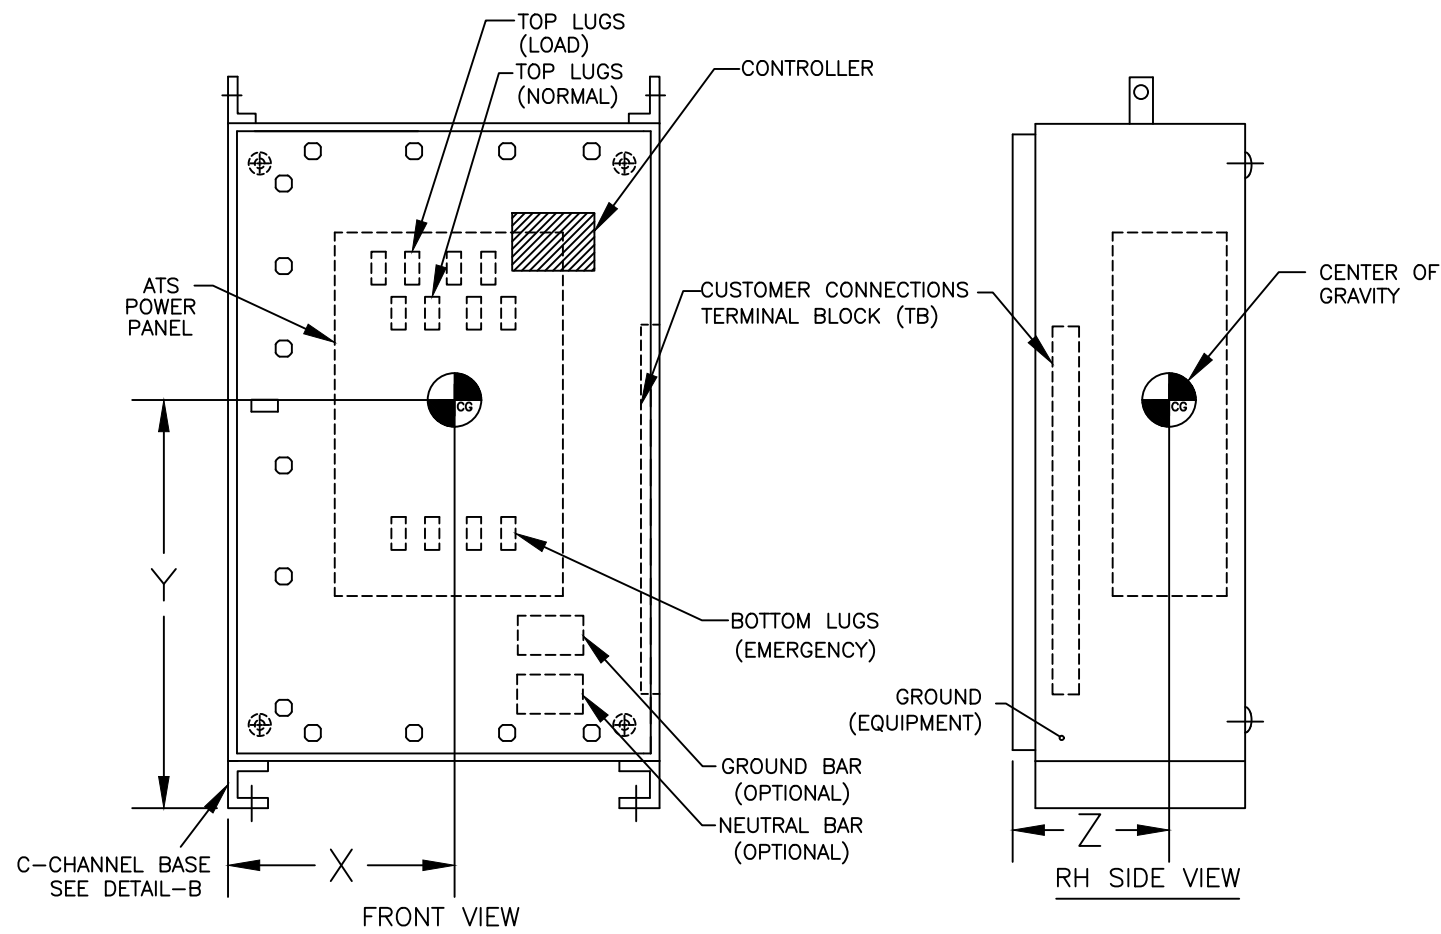 TOP LUGS
(LOAD)
TOP LUGS
(NORMAL)
CONTROLLER
ATS
POWER
PANEL
CUSTOMER CONNECTIONS
TERMINAL BLOCK (TB)
CENTER OF
GRAVITY
CG
CG
Y
BOTTOM LUGS
(EMERGENCY)
GROUND
(EQUIPMENT)
GROUND BAR
(OPTIONAL)
NEUTRAL BAR
(OPTIONAL)
C-CHANNEL BASE
SEE DETAIL-B
X
Z
FRONT VIEW
RH SIDE VIEW